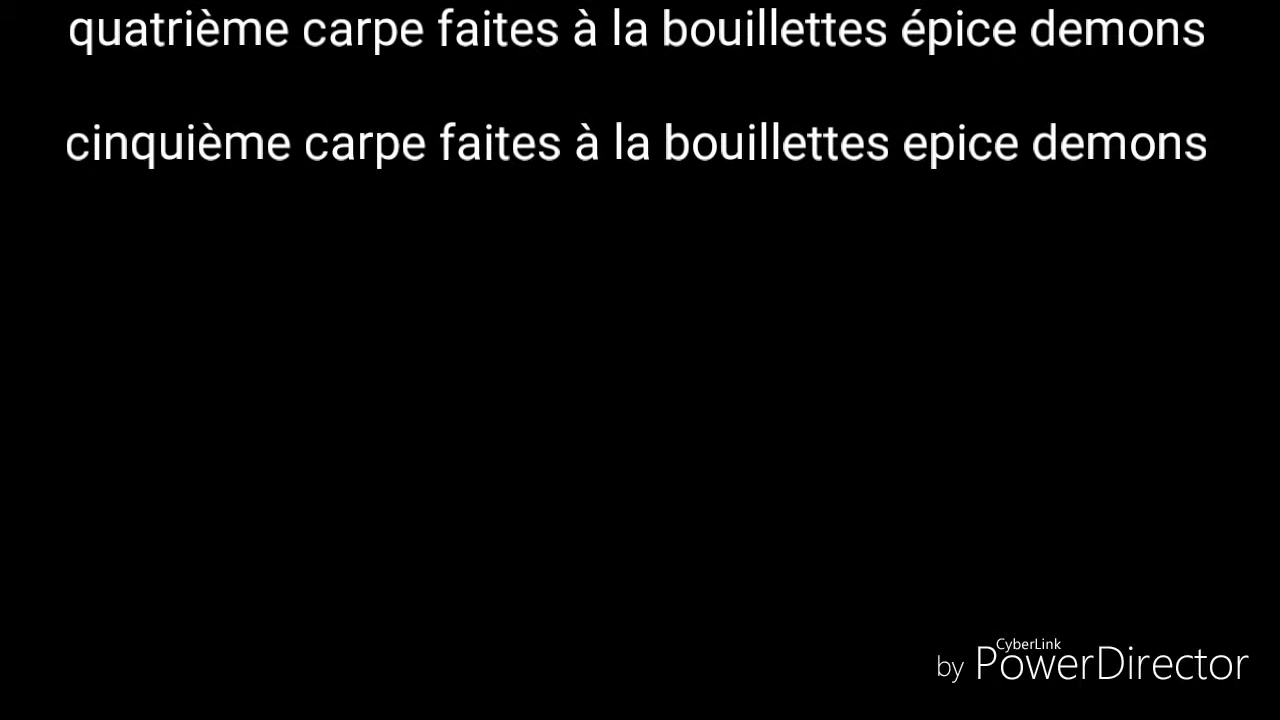 quatrième carpe faites à la bouillettes épice demons
cinquième carpe faites à la bouillettes epice demons
CyberLink
by PowerDirector